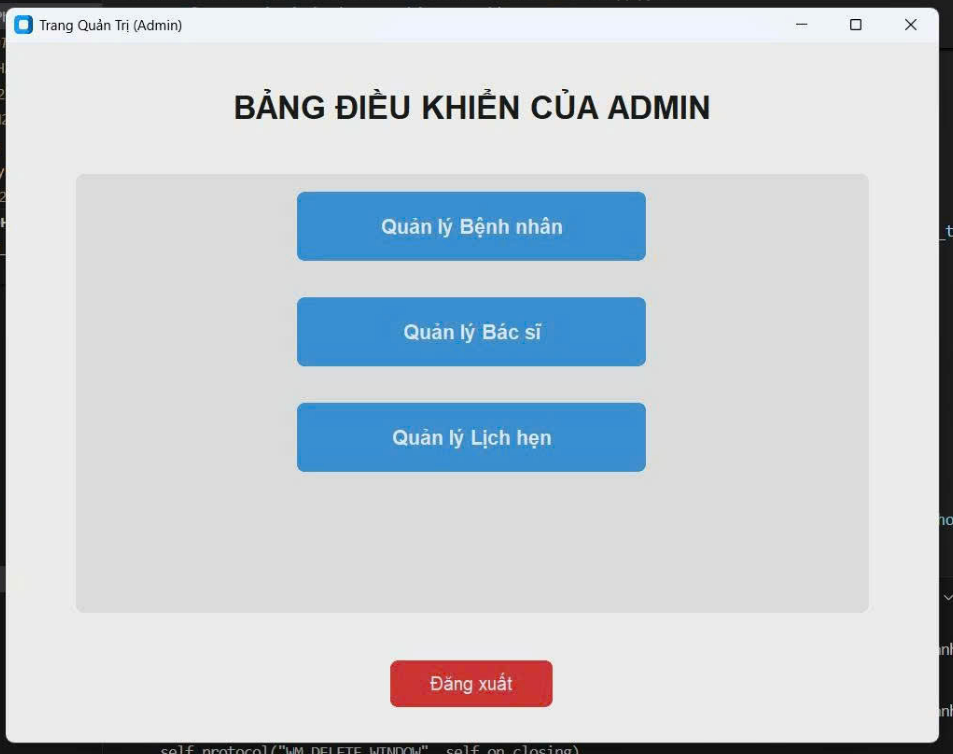 Trang Quản Trị (Admin)
BẢNG ĐIỀU KHIỂN CỦA ADMIN
Quản lý Bệnh nhân
Quản lý Bác sĩ
Quản lý Lịch hẹn
Đăng xuất
self.protocol("WM_DELETE_WINDOW", self.on_closing)